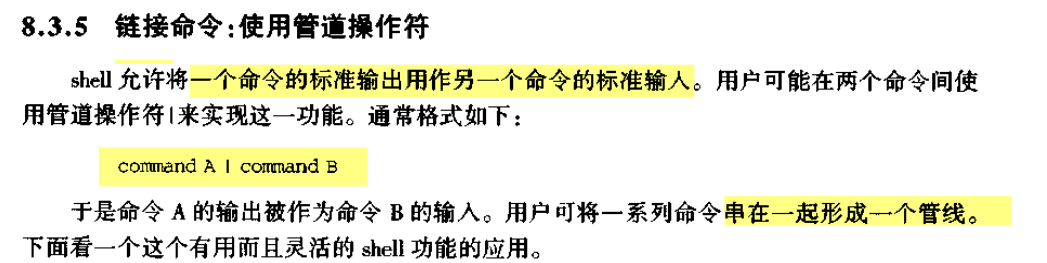 8.3.5 链接命令:使用管道操作符
shell 允许将一个命令的标准输出用作另一个命令的标准输入。用户可能在两个命令间使
用管道操作符|来实现这一功能。通常格式如下:
command A | command B
于是命令 A 的输出被作为命令 B 的输入。用户可将一系列命令串在一起形成一个管线。
下面看一个这个有用而且灵活的 shell 功能的应用。